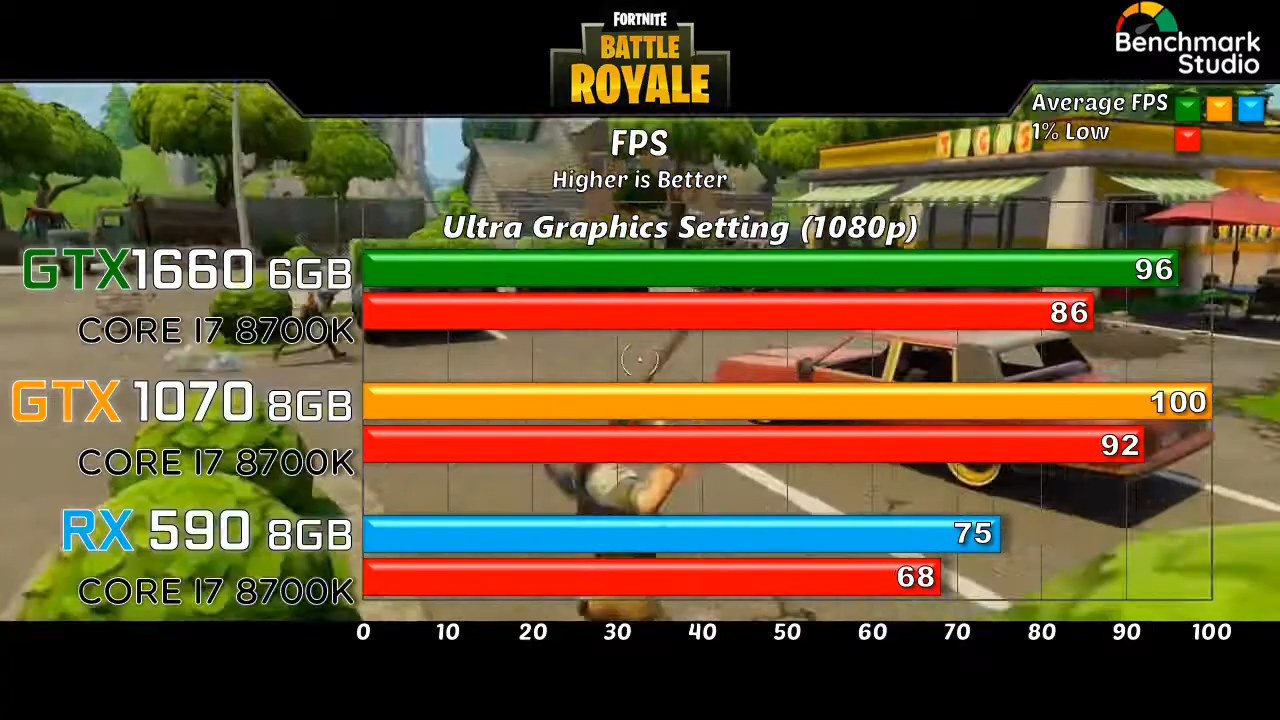 FORTNITE
BATTLE
ROYALE
Benchmark
Studio
Average FPS
1% Low
FPS
Higher is Better
Ultra Graphics Setting (1080p)
GTX1660 6GB
96
CORE I7 8700K
86
GTX 1070 8GB
100
CORE I7 8700K
92
RX 590 8GB
75
CORE I7 8700K
68
0 10 20 30 40 50 60 70 80 90 100